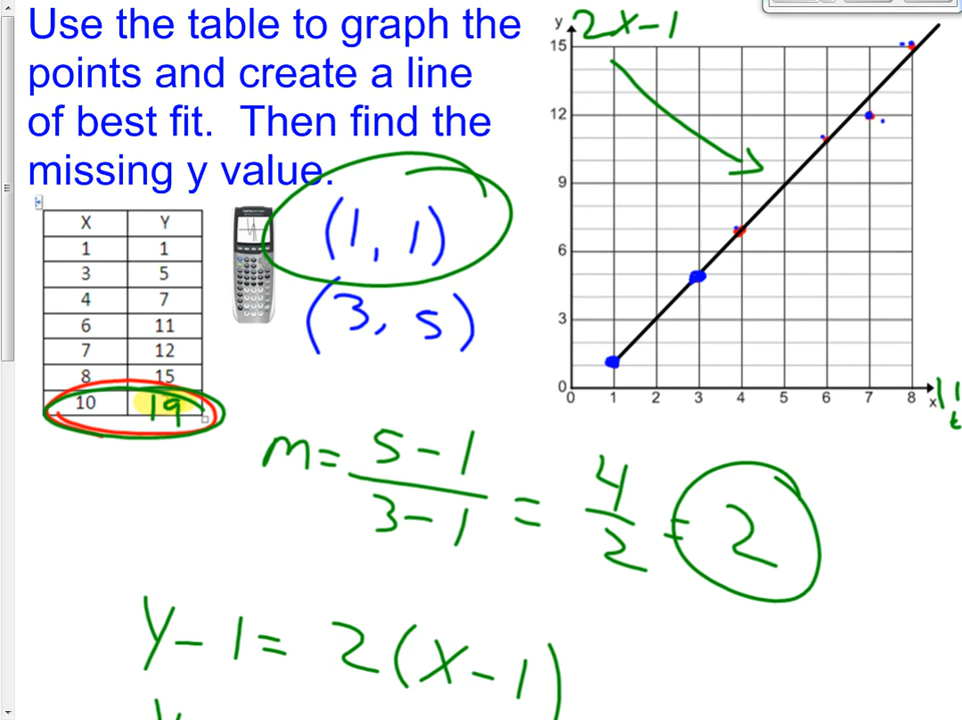 Use the table to graph the
points and create a line
of best fit. Then find the
missing y value.
X Y
1 1
3 5
4 7
6 11
7 12
8 15
10 19
(1, 1)
(3, 5)
y 2x-1
15
12
9
6
3
0
0 1 2 3 4 5 6 7 8 x
m= 5-1 / 3-1 = 4/2 = 2
y-1= 2(x-1)